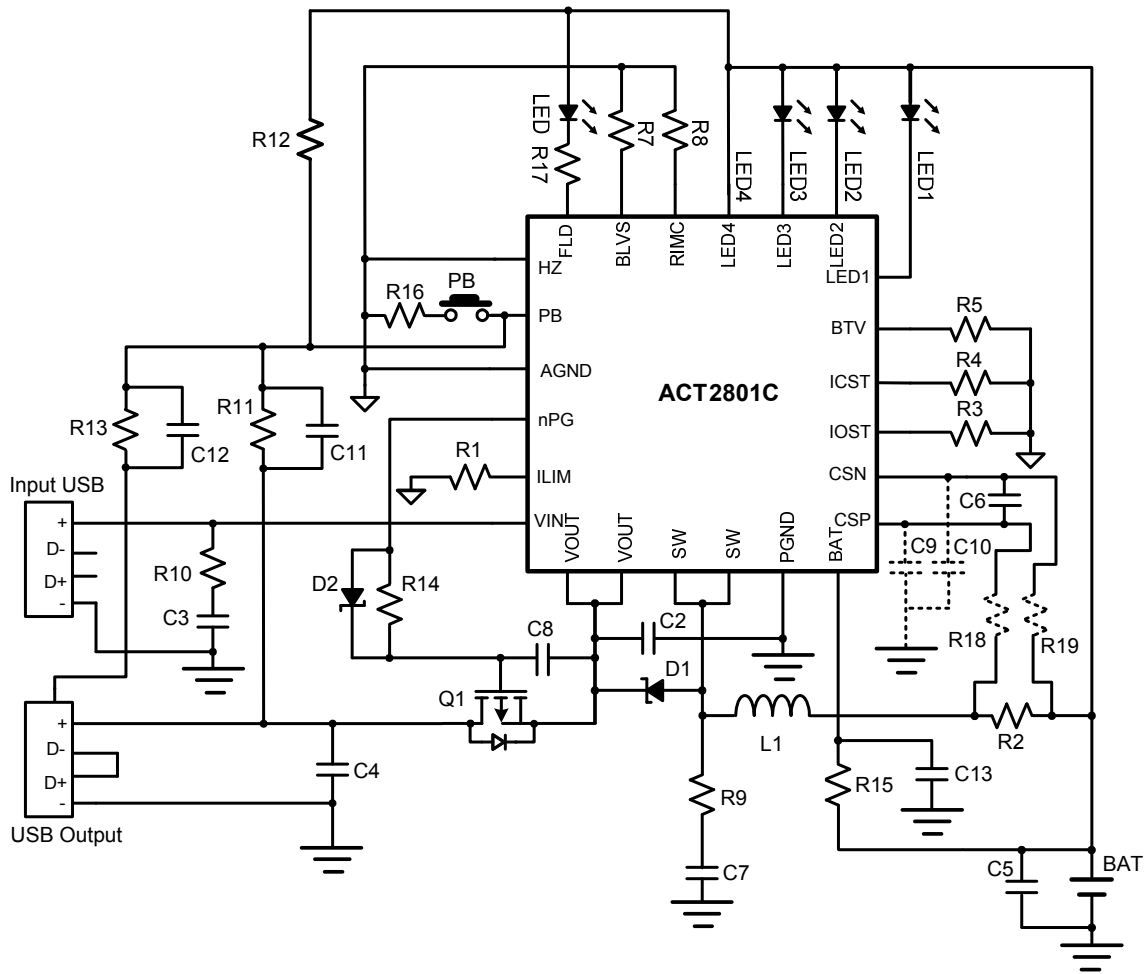 R12
LED
R17
R7
R8
LED4
LED3
LED2
LED1
FLD
BLVS
RIMC
LED4
LED3
LED2
LED1
HZ
PB
R16
PB
AGND
nPG
ILIM
VIN
ACT2801C
BTV
ICST
IOST
CSN
CSP
R5
R4
R3
R13
C12
R11
C11
R1
Input USB
+
D-
D+
-
R10
C3
VOUT
VOUT
SW
SW
PGND
BAT
C6
C9
C10
R18
R19
D2
R14
C8
C2
D1
Q1
L1
R2
+
D-
D+
-
USB Output
C4
R9
C7
R15
C13
C5
BAT